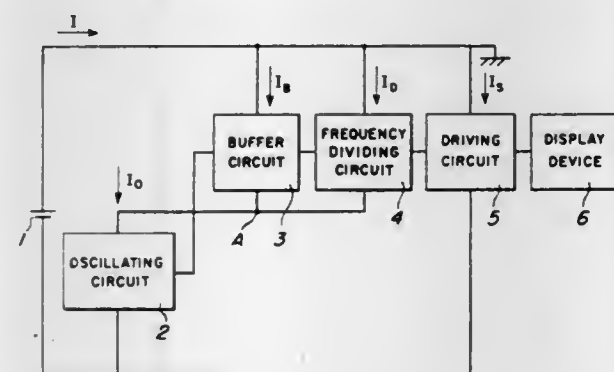 I
I_B
I_D
I_S
BUFFER
CIRCUIT
FREQUENCY
DIVIDING
CIRCUIT
DRIVING
CIRCUIT
DISPLAY
DEVICE
I_O
1
A
3
4
5
6
OSCILLATING
CIRCUIT
2